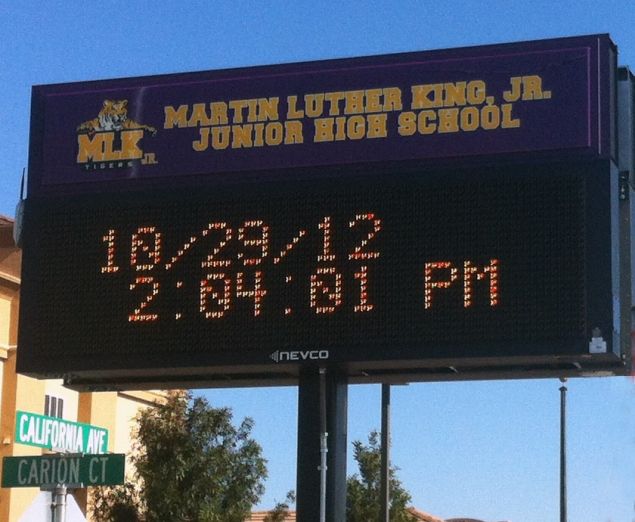 MARTIN LUTHER KING, JR.
JUNIOR HIGH SCHOOL
MLK JR.
TIGERS
10/29/12
2:04:01 PM
NEVCO
CALIFORNIA AVE
CARION CT